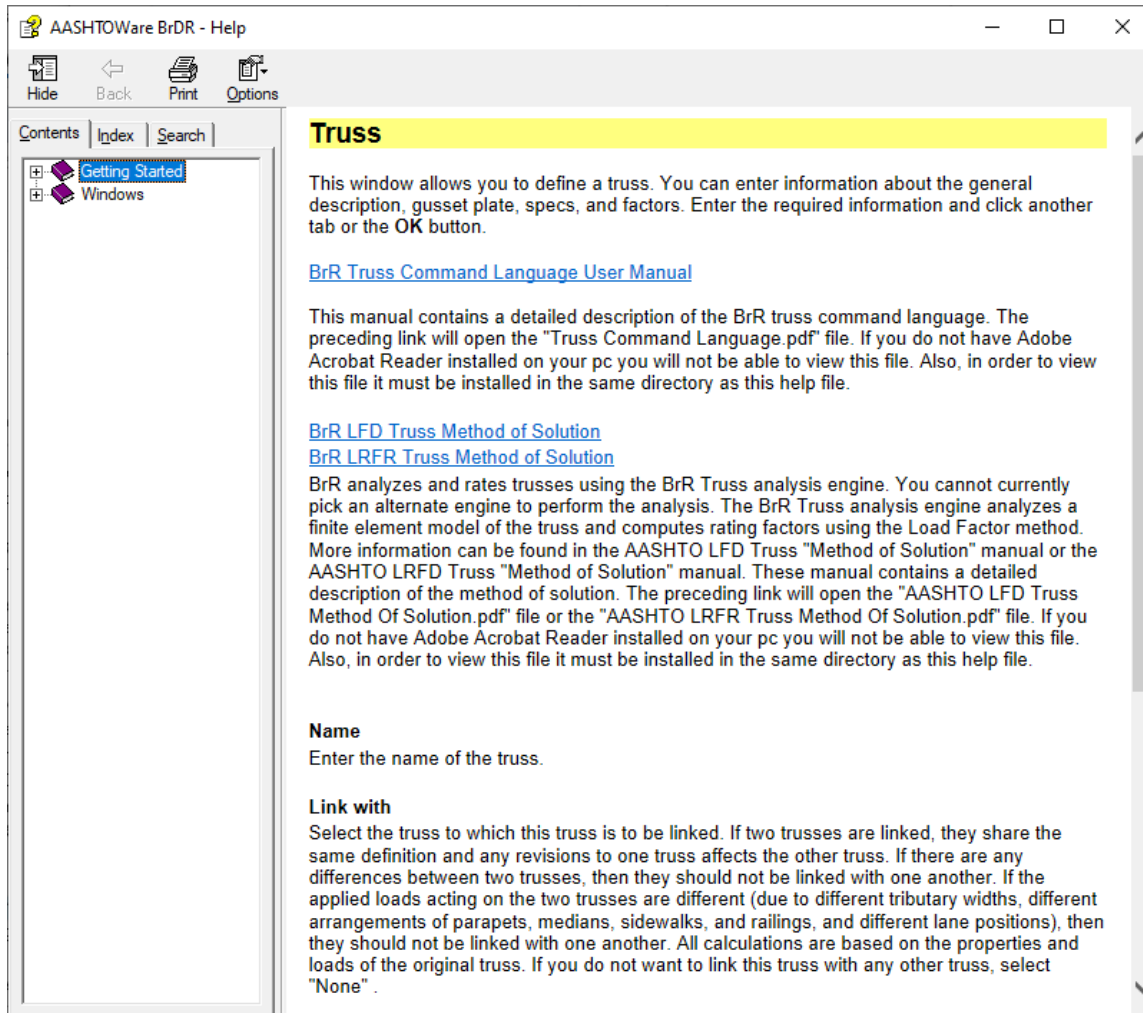 AASHTOWare BrDR - Help
Hide Back Print Options
Contents Index Search
Getting Started
Windows
Truss
This window allows you to define a truss. You can enter information about the general
description, gusset plate, specs, and factors. Enter the required information and click another
tab or the OK button.
BrR Truss Command Language User Manual
This manual contains a detailed description of the BrR truss command language. The
preceding link will open the "Truss Command Language.pdf" file. If you do not have Adobe
Acrobat Reader installed on your pc you will not be able to view this file. Also, in order to view
this file it must be installed in the same directory as this help file.
BrR LFD Truss Method of Solution
BrR LRFR Truss Method of Solution
BrR analyzes and rates trusses using the BrR Truss analysis engine. You cannot currently
pick an alternate engine to perform the analysis. The BrR Truss analysis engine analyzes a
finite element model of the truss and computes rating factors using the Load Factor method.
More information can be found in the AASHTO LFD Truss "Method of Solution" manual or the
AASHTO LRFD Truss "Method of Solution" manual. These manual contains a detailed
description of the method of solution. The preceding link will open the "AASHTO LFD Truss
Method Of Solution.pdf" file or the "AASHTO LRFR Truss Method Of Solution.pdf" file. If you
do not have Adobe Acrobat Reader installed on your pc you will not be able to view this file.
Also, in order to view this file it must be installed in the same directory as this help file.
Name
Enter the name of the truss.
Link with
Select the truss to which this truss is to be linked. If two trusses are linked, they share the
same definition and any revisions to one truss affects the other truss. If there are any
differences between two trusses, then they should not be linked with one another. If the
applied loads acting on the two trusses are different (due to different tributary widths, different
arrangements of parapets, medians, sidewalks, and railings, and different lane positions), then
they should not be linked with one another. All calculations are based on the properties and
loads of the original truss. If you do not want to link this truss with any other truss, select
"None" .